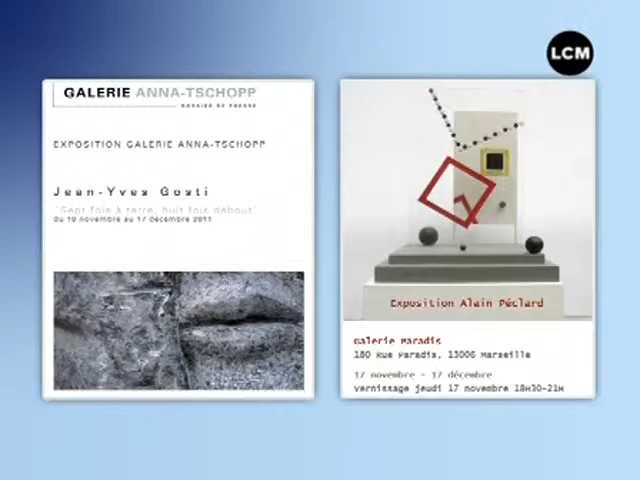 LCM
GALERIE ANNA-TSCHOPP
DOSSIER DE PRESSE
EXPOSITION GALERIE ANNA-TSCHOPP
Jean-Yves Gosti
"Sept fois à terre, huit fois debout"
du 10 novembre au 17 décembre 2011
Exposition Alain Péclard
Galerie Paradis
180 Rue Paradis, 13006 Marseille
17 novembre - 17 décembre
vernissage jeudi 17 novembre 18H30-21H